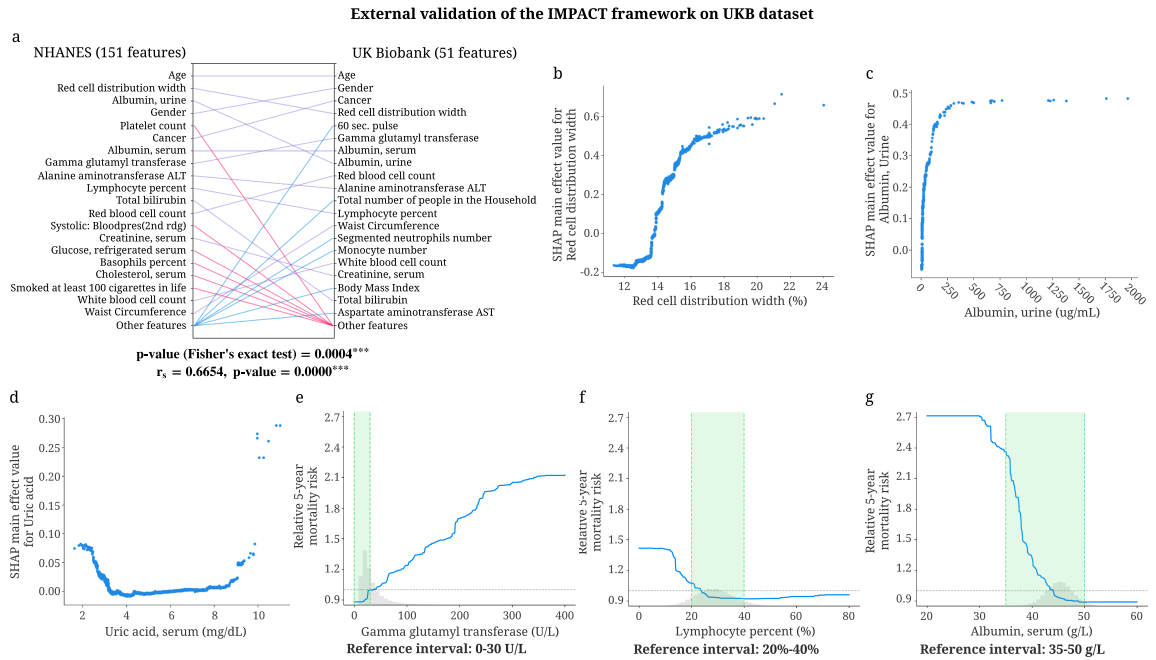 External validation of the IMPACT framework on UKB dataset
a
NHANES (151 features)
UK Biobank (51 features)
Age
Red cell distribution width
Albumin, urine
Gender
Platelet count
Cancer
Albumin, serum
Gamma glutamyl transferase
Alanine aminotransferase ALT
Lymphocyte percent
Total bilirubin
Red blood cell count
Systolic: Bloodpres(2nd rdg)
Creatinine, serum
Glucose, refrigerated serum
Basophils percent
Cholesterol, serum
Smoked at least 100 cigarettes in life
White blood cell count
Waist Circumference
Other features
Age
Gender
Cancer
Red cell distribution width
60 sec. pulse
Gamma glutamyl transferase
Albumin, serum
Albumin, urine
Red blood cell count
Alanine aminotransferase ALT
Total number of people in the Household
Lymphocyte percent
Waist Circumference
Segmented neutrophils number
Monocyte number
White blood cell count
Creatinine, serum
Body Mass Index
Total bilirubin
Aspartate aminotransferase AST
Other features
p-value (Fisher's exact test) = 0.0004***
rs = 0.6654, p-value = 0.0000***
b
SHAP main effect value for
Red cell distribution width
0.6
0.4
0.2
0.0
-0.2
12 14 16 18 20 22 24
Red cell distribution width (%)
c
SHAP main effect value for
Albumin, Urine
0.5
0.4
0.3
0.2
0.1
0.0
0 250 500 750 1000 1250 1500 1750 2000
Albumin, urine (ug/mL)
d
SHAP main effect value
for Uric acid
0.30
0.25
0.20
0.15
0.10
0.05
0.00
2 4 6 8 10
Uric acid, serum (mg/dL)
e
Relative 5-year
mortality risk
2.7
2.4
2.1
1.8
1.5
1.2
0.9
0 100 200 300 400
Gamma glutamyl transferase (U/L)
Reference interval: 0-30 U/L
f
Relative 5-year
mortality risk
2.7
2.4
2.1
1.8
1.5
1.2
0.9
0 20 40 60 80
Lymphocyte percent (%)
Reference interval: 20%-40%
g
Relative 5-year
mortality risk
2.7
2.4
2.1
1.8
1.5
1.2
0.9
20 30 40 50 60
Albumin, serum (g/L)
Reference interval: 35-50 g/L